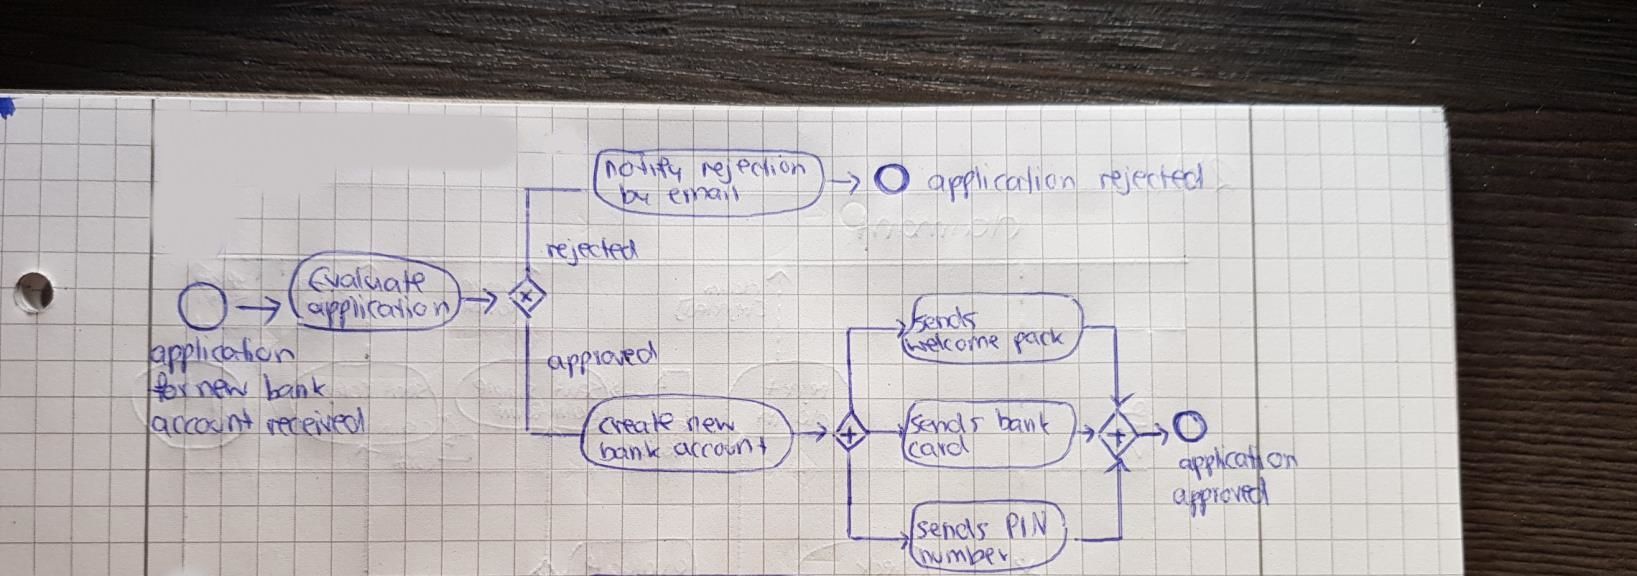 notify rejection
by email
application rejected
rejected
Evaluate
application
application
for new bank
account received
approved
create new
bank account
sends
welcome pack
sends bank
card
sends PIN
number
application
approved